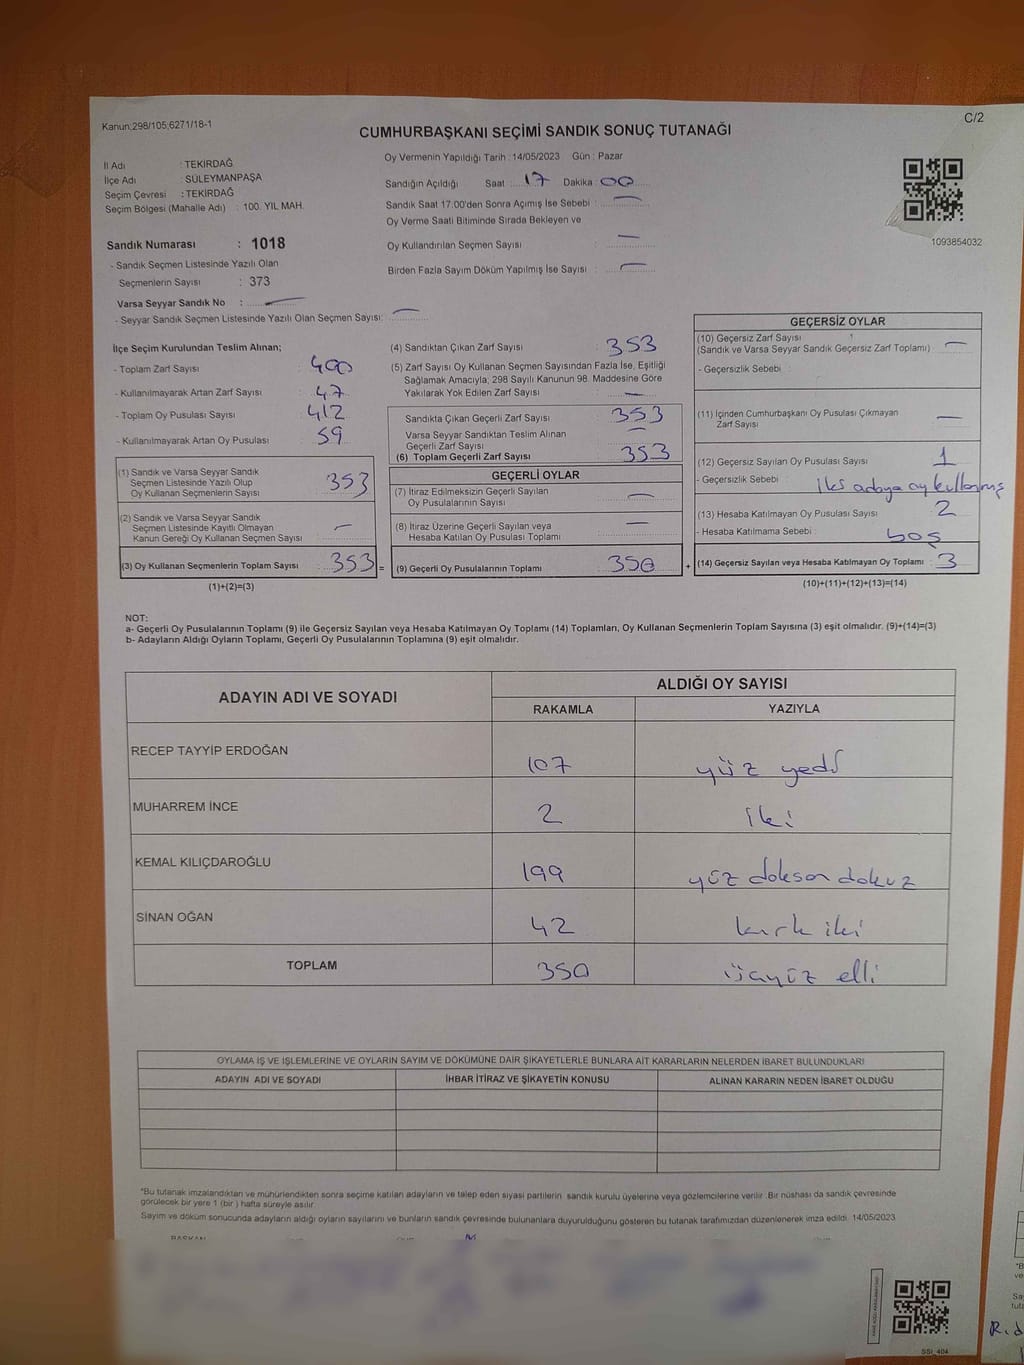 Kanun;298/105;6271/18-1
C/2
CUMHURBAŞKANI SEÇİMİ SANDIK SONUÇ TUTANAĞI
İl Adı : TEKİRDAĞ
İlçe Adı : SÜLEYMANPAŞA
Seçim Çevresi : TEKİRDAĞ
Seçim Bölgesi (Mahalle Adı) : 100. YIL MAH.
Oy Vermenin Yapıldığı Tarih : 14/05/2023 Gün : Pazar
Sandığın Açıldığı Saat 17 Dakika 00
Sandık Saat 17.00'den Sonra Açımış İse Sebebi : —
Oy Verme Saati Bitiminde Sırada Bekleyen ve
Oy Kullandırılan Seçmen Sayısı : —
Birden Fazla Sayım Döküm Yapılmış İse Sayısı : —
1093854032
Sandık Numarası : 1018
- Sandık Seçmen Listesinde Yazılı Olan
Seçmenlerin Sayısı : 373
Varsa Seyyar Sandık No : —
- Seyyar Sandık Seçmen Listesinde Yazılı Olan Seçmen Sayısı: —
İlçe Seçim Kurulundan Teslim Alınan;
- Toplam Zarf Sayısı : 400
- Kullanılmayarak Artan Zarf Sayısı : 47
- Toplam Oy Pusulası Sayısı : 412
- Kullanılmayarak Artan Oy Pusulası : 59
(1) Sandık ve Varsa Seyyar Sandık
Seçmen Listesinde Yazılı Olup
Oy Kullanan Seçmenlerin Sayısı : 353
(2) Sandık ve Varsa Seyyar Sandık
Seçmen Listesinde Kayıtlı Olmayan
Kanun Gereği Oy Kullanan Seçmen Sayısı : —
(3) Oy Kullanan Seçmenlerin Toplam Sayısı : 353 =
(1)+(2)=(3)
(4) Sandıktan Çıkan Zarf Sayısı : 353
(5) Zarf Sayısı Oy Kullanan Seçmen Sayısından Fazla İse, Eşitliği
Sağlamak Amacıyla; 298 Sayılı Kanunun 98. Maddesine Göre
Yakılarak Yok Edilen Zarf Sayısı : —
Sandıkta Çıkan Geçerli Zarf Sayısı : 353
Varsa Seyyar Sandıktan Teslim Alınan
Geçerli Zarf Sayısı : —
(6) Toplam Geçerli Zarf Sayısı : 353
GEÇERLİ OYLAR
(7) İtiraz Edilmeksizin Geçerli Sayılan
Oy Pusulalarının Sayısı : —
(8) İtiraz Üzerine Geçerli Sayılan veya
Hesaba Katılan Oy Pusulası Toplamı : —
(9) Geçerli Oy Pusulalarının Toplamı : 350 +
GEÇERSİZ OYLAR
(10) Geçersiz Zarf Sayısı
(Sandık ve Varsa Seyyar Sandık Geçersiz Zarf Toplamı) : —
- Geçersizlik Sebebi :
(11) İçinden Cumhurbaşkanı Oy Pusulası Çıkmayan
Zarf Sayısı : —
(12) Geçersiz Sayılan Oy Pusulası Sayısı : 1
- Geçersizlik Sebebi : iki adaya oy kullanmış
(13) Hesaba Katılmayan Oy Pusulası Sayısı : 2
- Hesaba Katılmama Sebebi : boş
(14) Geçersiz Sayılan veya Hesaba Katılmayan Oy Toplamı : 3
(10)+(11)+(12)+(13)=(14)
NOT:
a- Geçerli Oy Pusulalarının Toplamı (9) ile Geçersiz Sayılan veya Hesaba Katılmayan Oy Toplamı (14) Toplamları, Oy Kullanan Seçmenlerin Toplam Sayısına (3) eşit olmalıdır. (9)+(14)=(3)
b- Adayların Aldığı Oyların Toplamı, Geçerli Oy Pusulalarının Toplamına (9) eşit olmalıdır.
ADAYIN ADI VE SOYADI
ALDIĞI OY SAYISI
RAKAMLA YAZIYLA
RECEP TAYYİP ERDOĞAN 107 yüz yedi
MUHARREM İNCE 2 iki
KEMAL KILIÇDAROĞLU 199 yüz doksan dokuz
SİNAN OĞAN 42 kırk iki
TOPLAM 350 üçyüz elli
OYLAMA İŞ VE İŞLEMLERİNE VE OYLARIN SAYIM VE DÖKÜMÜNE DAİR ŞİKAYETLERLE BUNLARA AİT KARARLARIN NELERDEN İBARET BULUNDUKLARI
ADAYIN ADI VE SOYADI İHBAR İTİRAZ VE ŞİKAYETİN KONUSU ALINAN KARARIN NEDEN İBARET OLDUĞU
"Bu tutanak imzalandıktan ve mühürlendikten sonra seçime katılan adayların ve talep eden siyasi partilerin sandık kurulu üyelerine veya gözlemcilerine verilir. Bir nüshası da sandık çevresinde
görülecek bir yere 1 (bir ) hafta süreyle asılır.
Sayım ve döküm sonucunda adayların aldığı oyların sayılarını ve bunların sandık çevresinde bulunanlara duyurulduğunu gösteren bu tutanak tarafımızdan düzenlenerek imza edildi. 14/05/2023
BAŞKAN
SSİ_404